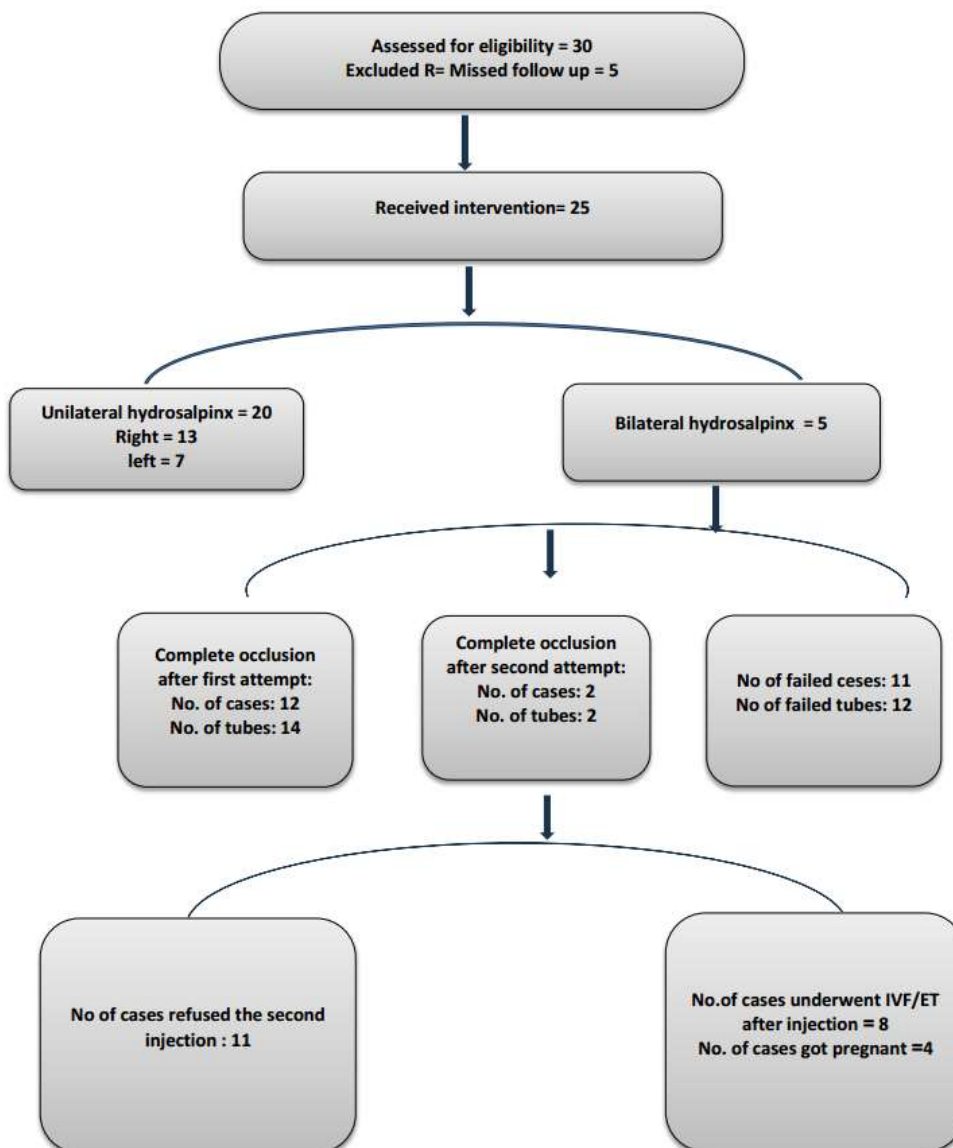 Assessed for eligibility = 30
Excluded R= Missed follow up = 5
Received intervention= 25
Unilateral hydrosalpinx = 20
Right = 13
left = 7
Bilateral hydrosalpinx = 5
Complete occlusion
after first attempt:
No. of cases: 12
No. of tubes: 14
Complete occlusion
after second attempt:
No. of cases: 2
No. of tubes: 2
No of failed ceses: 11
No of failed tubes: 12
No of cases refused the second
injection : 11
No.of cases underwent IVF/ET
after injection = 8
No. of cases got pregnant =4